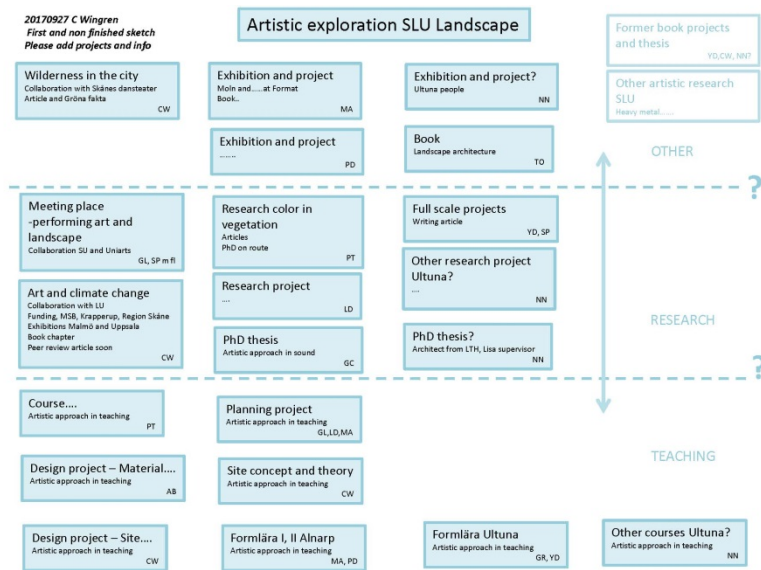 20170927 C Wingren
First and non finished sketch
Please add projects and info
Artistic exploration SLU Landscape
Former book projects
and thesis
YD,CW, NN?
Other artistic research
SLU
Heavy metal…….
Wilderness in the city
Collaboration with Skånes dansteater
Article and Gröna fakta
CW
Exhibition and project
Moln and…..at Format
Book..
MA
Exhibition and project?
Ultuna people
NN
Exhibition and project
……..
PD
Book
Landscape architecture
TO
OTHER
?
Meeting place
-performing art and
landscape
Collaboration SU and Uniarts
GL, SP m fl
Research color in
vegetation
Articles
PhD on route
PT
Full scale projects
Writing article
YD, SP
Other research project
Ultuna?
….
NN
Art and climate change
Collaboration with LU
Funding, MSB, Krapperup, Region Skåne
Exhibitions Malmö and Uppsala
Book chapter
Peer review article soon
CW
Research project
….
LD
RESEARCH
PhD thesis
Artistic approach in sound
GC
PhD thesis?
Architect from LTH, Lisa supervisor
NN
?
Course….
Artistic approach in teaching
PT
Planning project
Artistic approach in teaching
GL,LD,MA
TEACHING
Design project – Material….
Artistic approach in teaching
AB
Site concept and theory
Artistic approach in teaching
CW
Design project – Site….
Artistic approach in teaching
CW
Formlära I, II Alnarp
Artistic approach in teaching
MA, PD
Formlära Ultuna
Artistic approach in teaching
GR, YD
Other courses Ultuna?
Artistic approach in teaching
NN